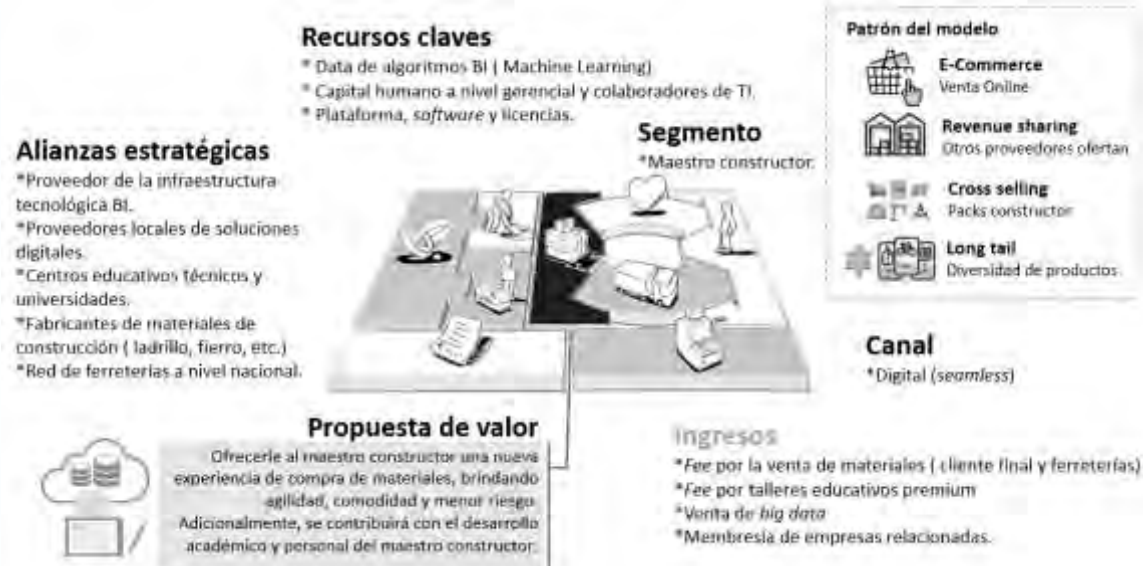 Recursos claves
* Data de algoritmos BI ( Machine Learning)
* Capital humano a nivel gerencial y colaboradores de TI.
* Plataforma, software y licencias.
Segmento
*Maestro constructor.
Patrón del modelo
E-Commerce
Venta Online
Revenue sharing
Otros proveedores ofertan
Cross selling
Packs constructor
Long tail
Diversidad de productos
Alianzas estratégicas
*Proveedor de la infraestructura
tecnológica BI.
*Proveedores locales de soluciones
digitales.
*Centros educativos técnicos y
universidades.
*Fabricantes de materiales de
construcción ( ladrillo, fierro, etc.)
*Red de ferreterías a nivel nacional.
Canal
*Digital (seamless)
Propuesta de valor
Ofrecerle al maestro constructor una nueva
experiencia de compra de materiales, brindando
agilidad, comodidad y menor riesgo.
Adicionalmente, se contribuirá con el desarrollo
académico y personal del maestro constructor.
Ingresos
*Fee por la venta de materiales ( cliente final y ferreterías)
*Fee por talleres educativos premium
*Venta de big data
*Membresía de empresas relacionadas.